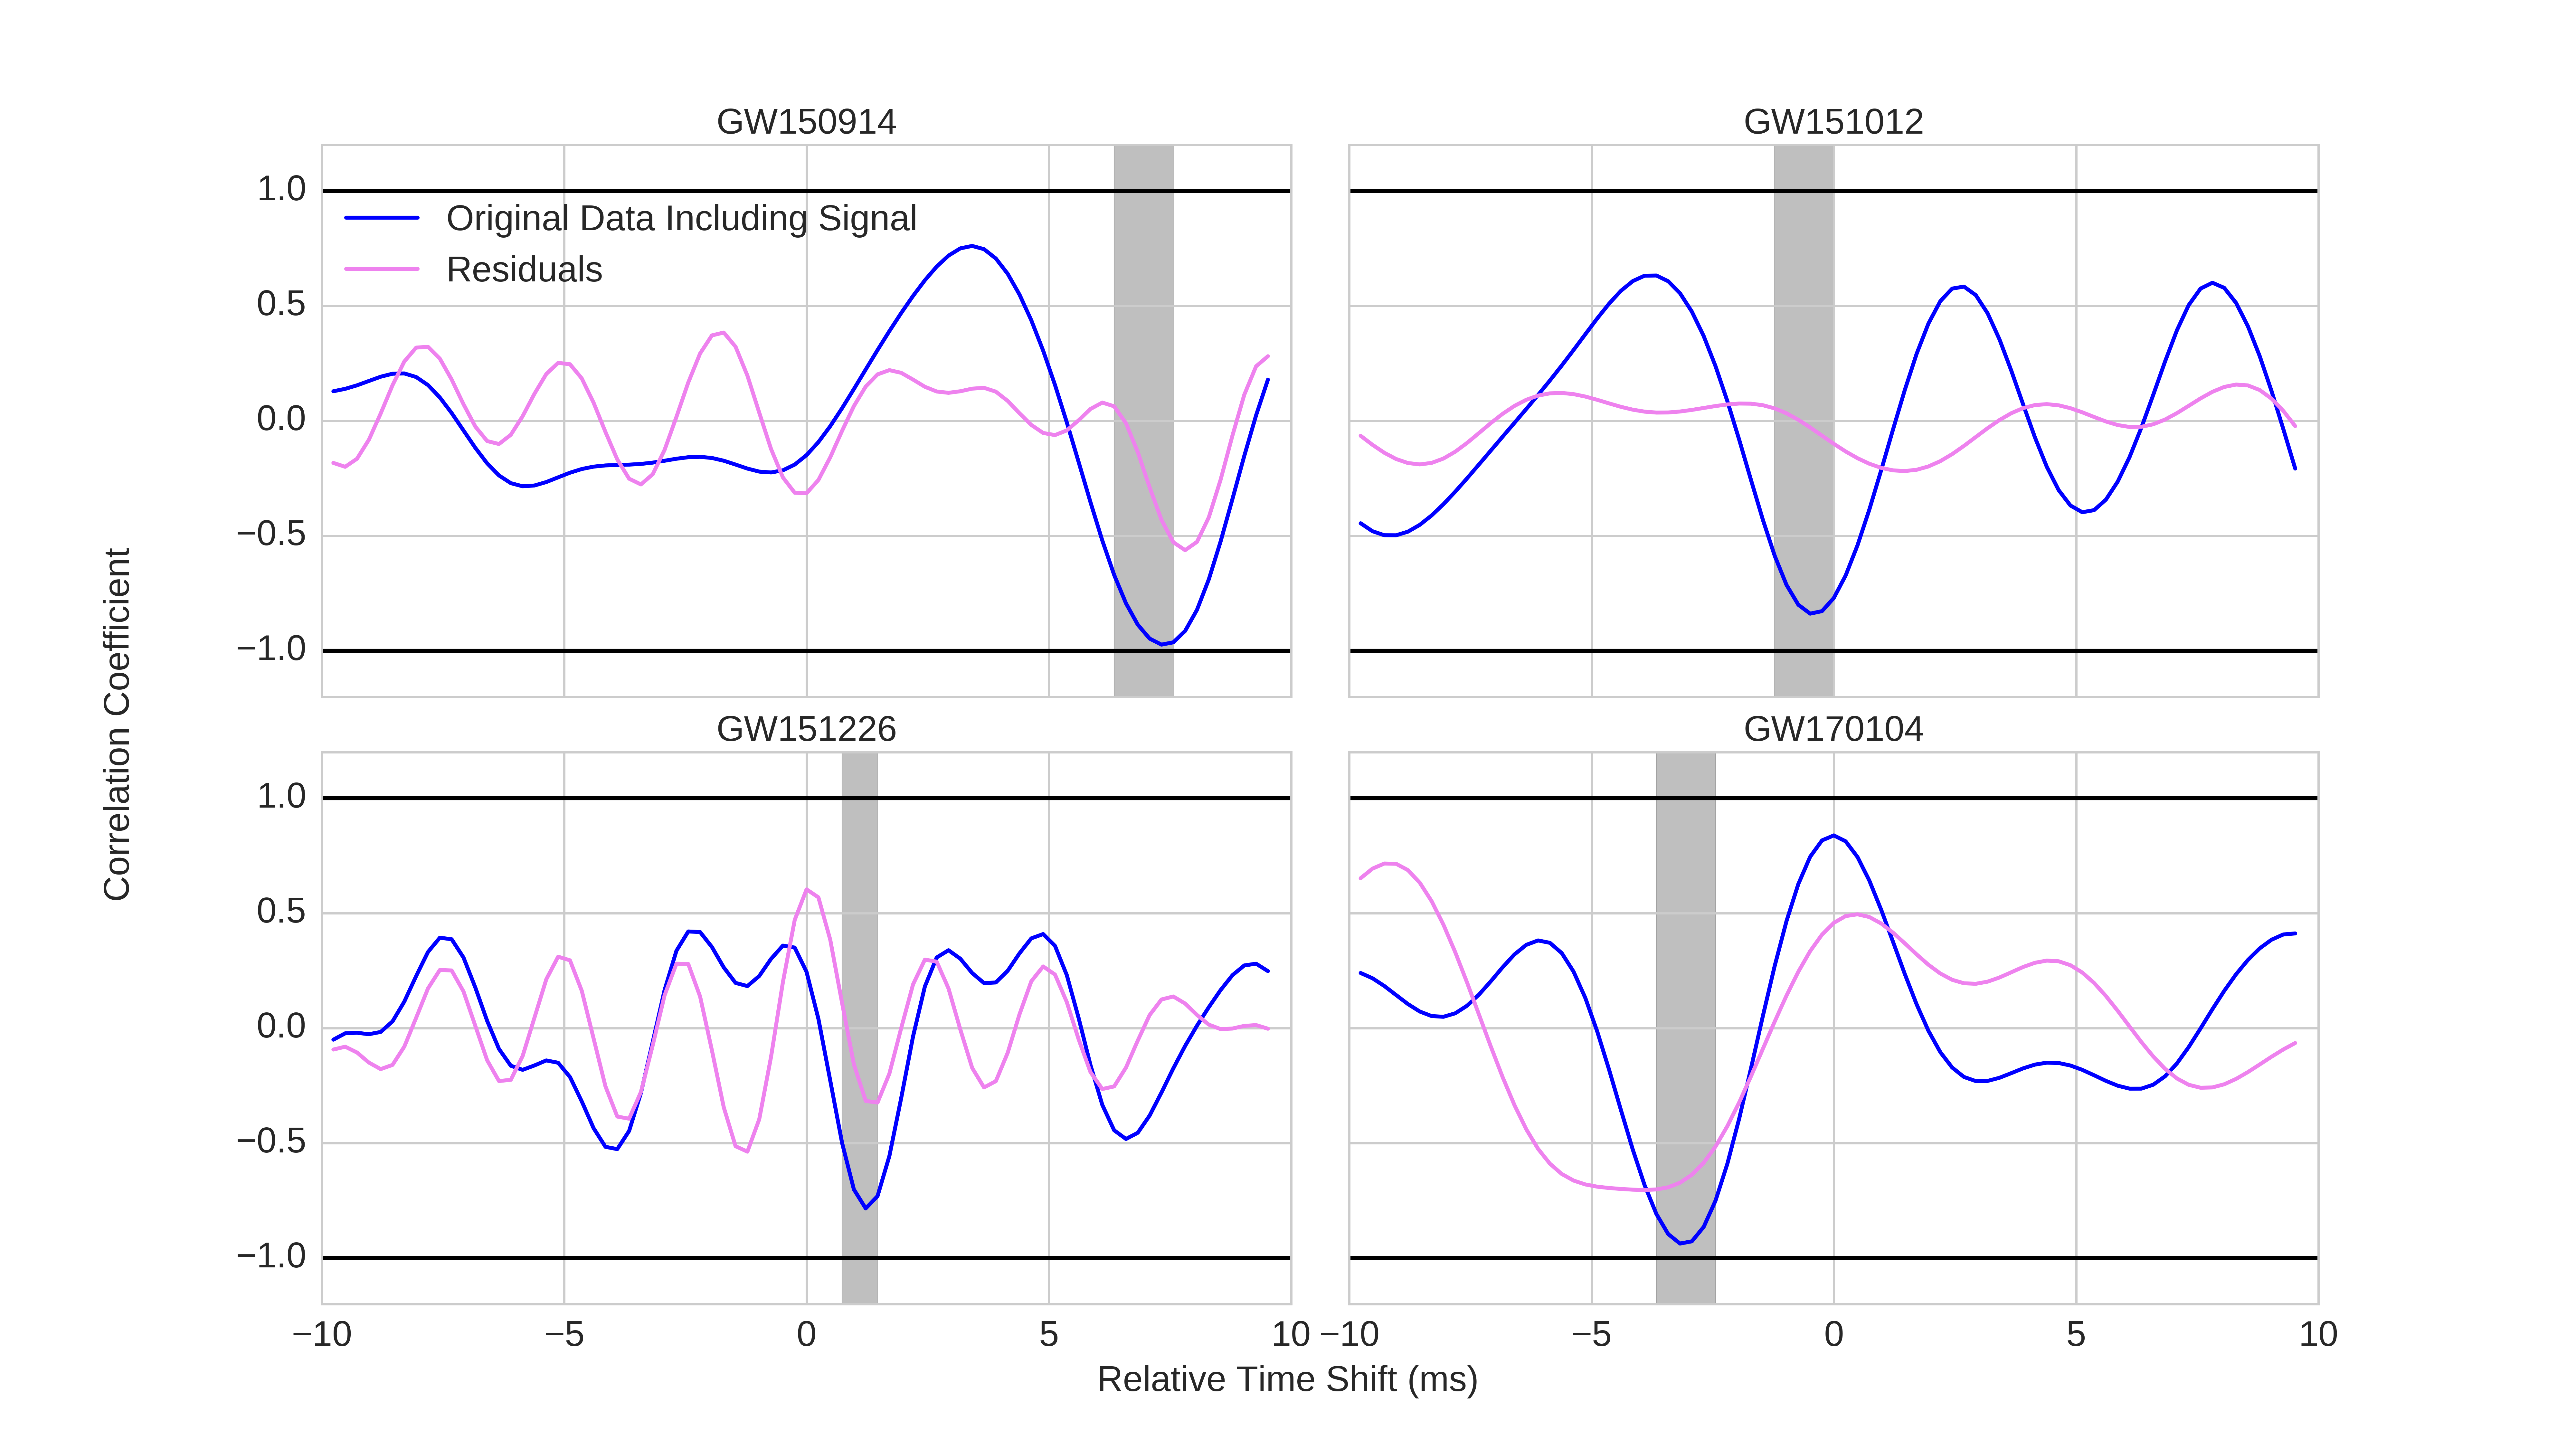 GW150914
GW151012
1.0
Original Data Including Signal
Residuals
0.5
0.0
−0.5
−1.0
Correlation Coefficient
GW151226
GW170104
1.0
0.5
0.0
−0.5
−1.0
−10 −5 0 5 10 −10 −5 0 5 10
Relative Time Shift (ms)